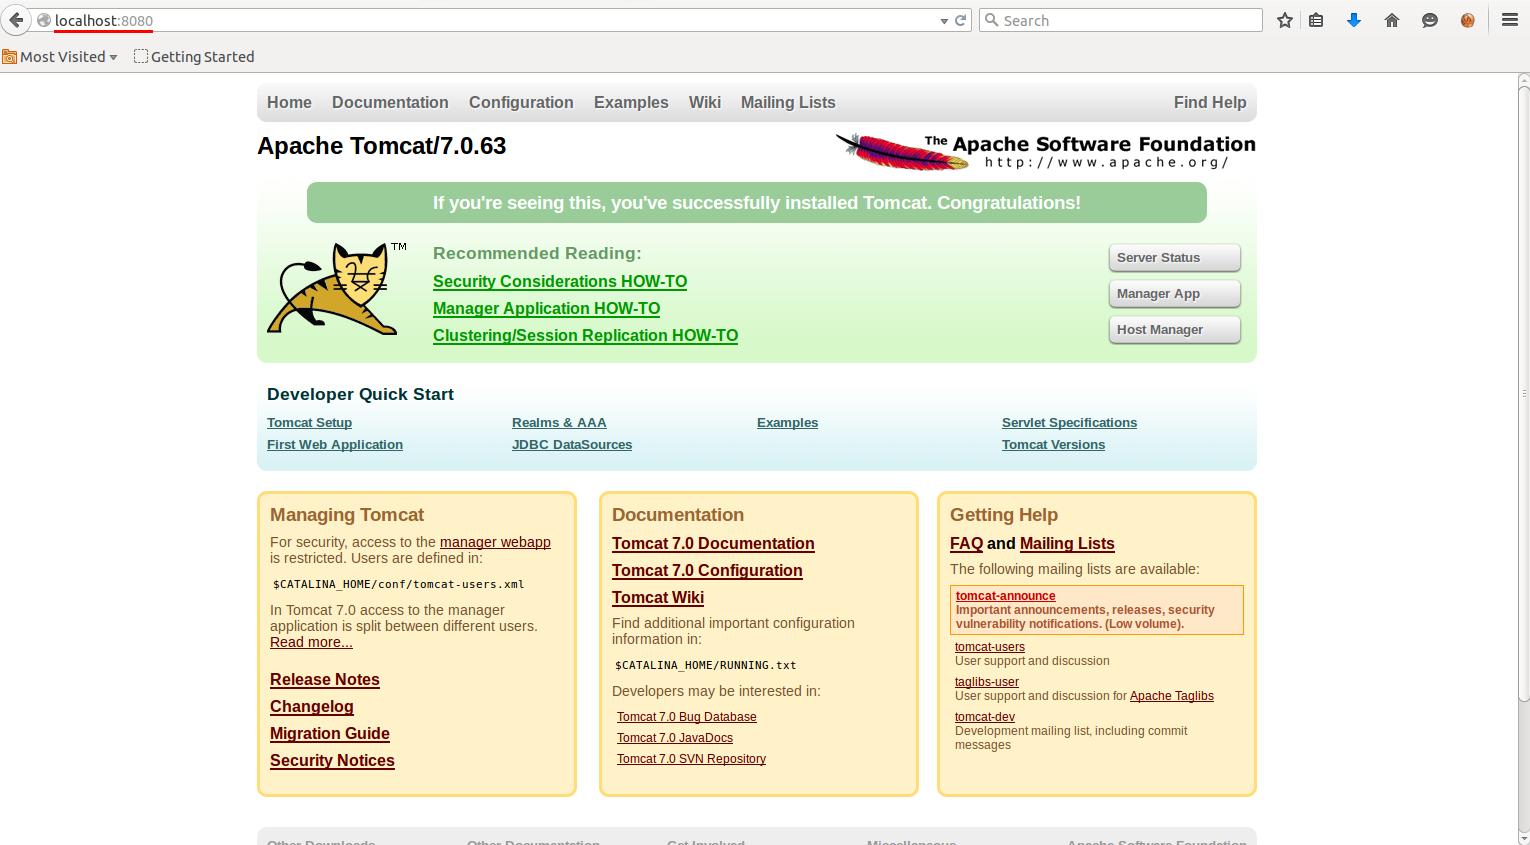 localhost:8080
Search
Most Visited
Getting Started
Home Documentation Configuration Examples Wiki Mailing Lists Find Help
Apache Tomcat/7.0.63
The Apache Software Foundation
http://www.apache.org/
If you're seeing this, you've successfully installed Tomcat. Congratulations!
TM
Recommended Reading:
Security Considerations HOW-TO
Manager Application HOW-TO
Clustering/Session Replication HOW-TO
Server Status
Manager App
Host Manager
Developer Quick Start
Tomcat Setup
First Web Application
Realms & AAA
JDBC DataSources
Examples
Servlet Specifications
Tomcat Versions
Managing Tomcat
For security, access to the manager webapp
is restricted. Users are defined in:
$CATALINA_HOME/conf/tomcat-users.xml
In Tomcat 7.0 access to the manager
application is split between different users.
Read more...
Release Notes
Changelog
Migration Guide
Security Notices
Documentation
Tomcat 7.0 Documentation
Tomcat 7.0 Configuration
Tomcat Wiki
Find additional important configuration
information in:
$CATALINA_HOME/RUNNING.txt
Developers may be interested in:
Tomcat 7.0 Bug Database
Tomcat 7.0 JavaDocs
Tomcat 7.0 SVN Repository
Getting Help
FAQ and Mailing Lists
The following mailing lists are available:
tomcat-announce
Important announcements, releases, security
vulnerability notifications. (Low volume).
tomcat-users
User support and discussion
taglibs-user
User support and discussion for Apache Taglibs
tomcat-dev
Development mailing list, including commit
messages
Other Downloads Other Documentation Get Involved Miscellaneous Apache Software Foundation